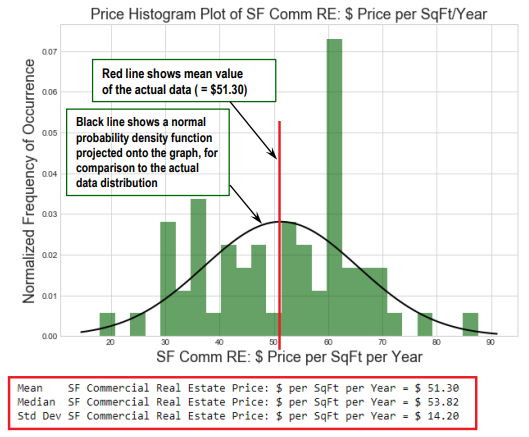 Price Histogram Plot of SF Comm RE: $ Price per SqFt/Year
Normalized Frequency of Occurrence
0.07
0.06
0.05
0.04
0.03
0.02
0.01
0.00
Red line shows mean value
of the actual data ( = $51.30)
Black line shows a normal
probability density function
projected onto the graph, for
comparison to the actual
data distribution
20 30 40 50 60 70 80 90
SF Comm RE: $ Price per SqFt per Year
Mean SF Commercial Real Estate Price: $ per SqFt per Year = $ 51.30
Median SF Commercial Real Estate Price: $ per SqFt per Year = $ 53.82
Std Dev SF Commercial Real Estate Price: $ per SqFt per Year = $ 14.20